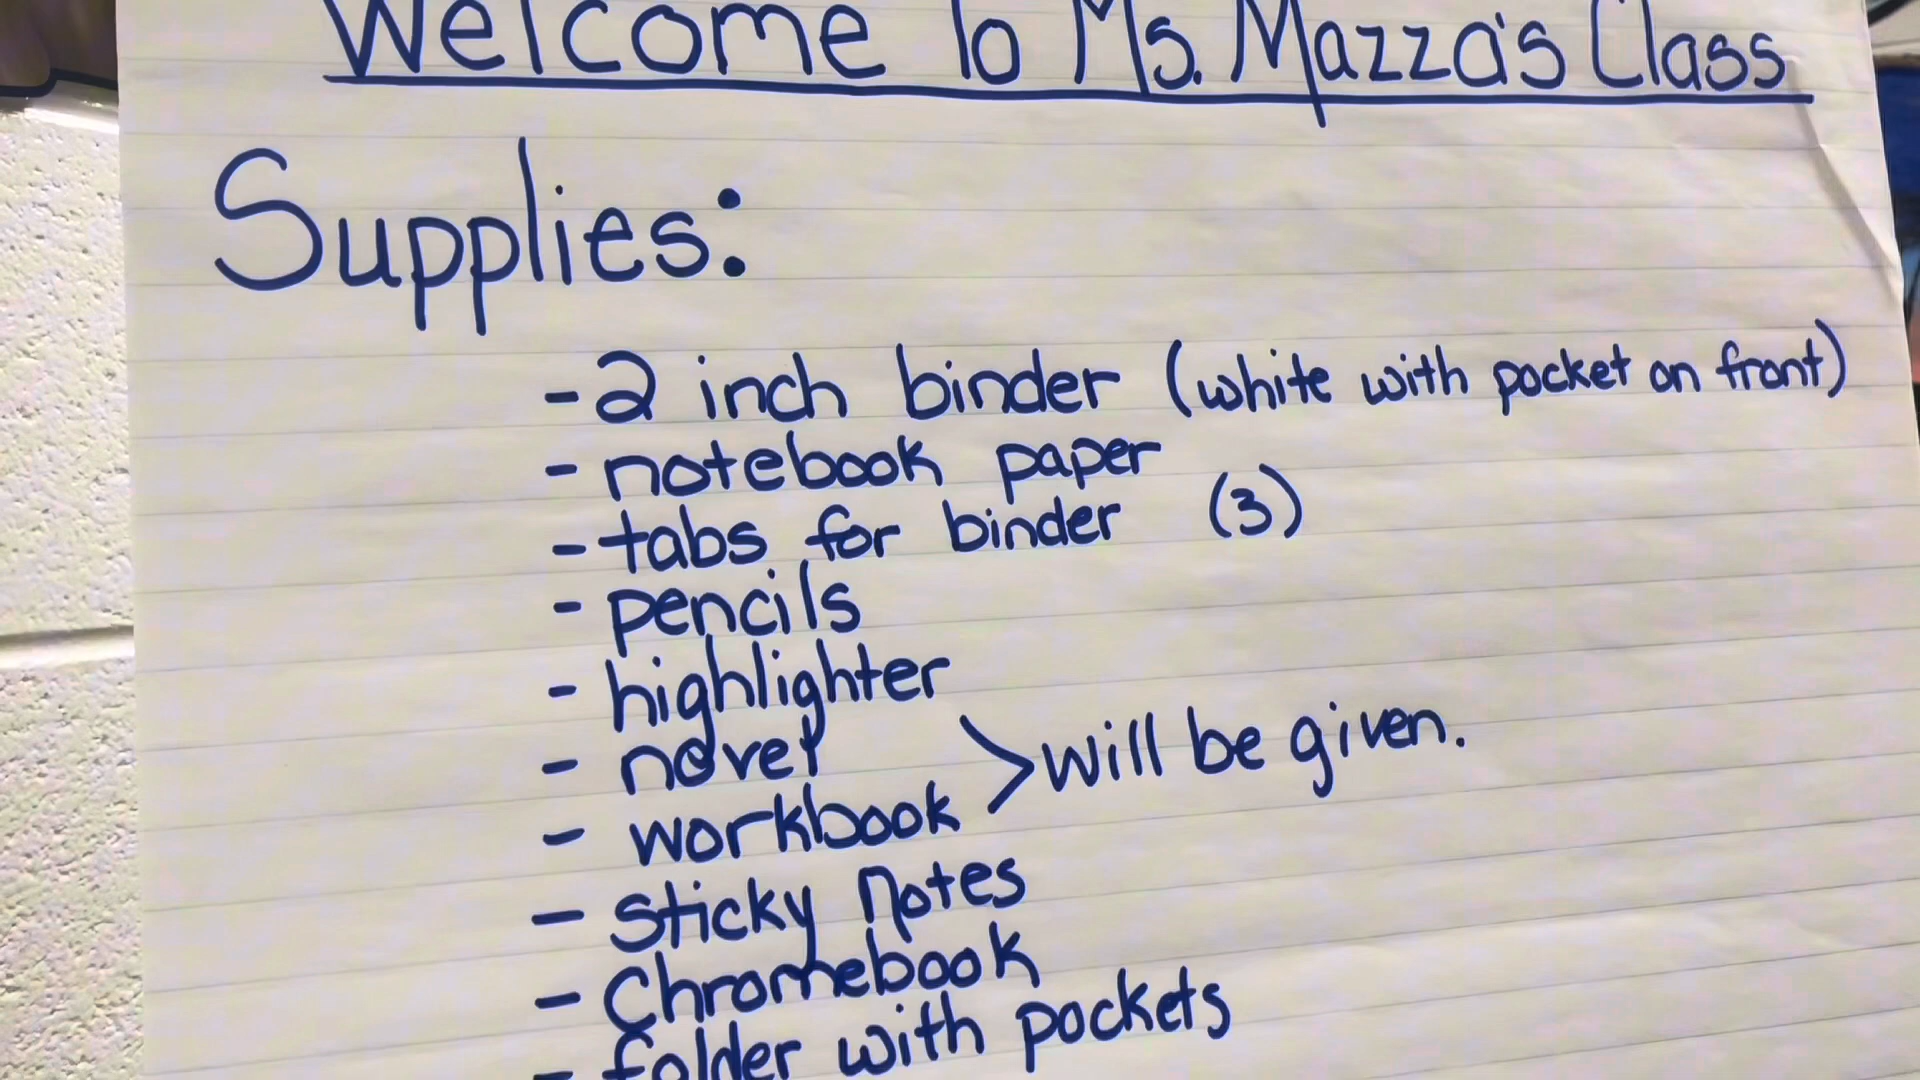 Welcome To Ms. Mazza's Class
Supplies:
- 2 inch binder (white with pocket on front)
- notebook paper
- tabs for binder (3)
- pencils
- highlighter
- novel
> will be given.
- workbook
- sticky notes
- Chromebook
- folder with pockets